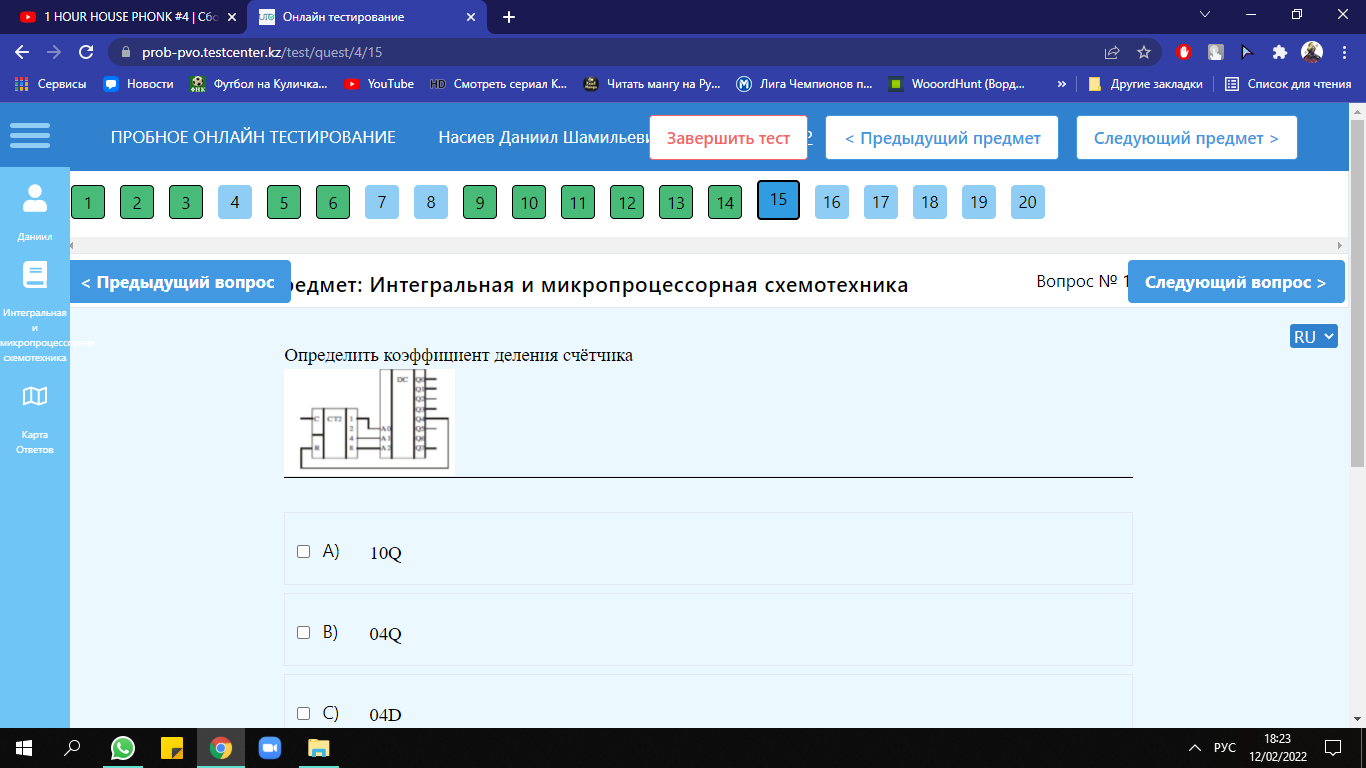 1 HOUR HOUSE PHONK #4 | Сбо
Онлайн тестирование
prob-pvo.testcenter.kz/test/quest/4/15
Сервисы
Новости
Футбол на Куличка...
YouTube
HD Смотреть сериал К...
Читать мангу на Ру...
Лига Чемпионов п...
WooordHunt (Ворд...
»
Другие закладки
Список для чтения
ПРОБНОЕ ОНЛАЙН ТЕСТИРОВАНИЕ
Насиев Даниил Шамильеви
Завершить тест
< Предыдущий предмет
Следующий предмет >
1 2 3 4 5 6 7 8 9 10 11 12 13 14 15 16 17 18 19 20
Даниил
Интегральная
и
микропроцессорная
схемотехника
Карта
Ответов
< Предыдущий вопрос
редмет: Интегральная и микропроцессорная схемотехника
Вопрос № 1
Следующий вопрос >
RU
Определить коэффициент деления счётчика
DC
Q0
Q1
Q2
Q3
Q4
Q5
Q6
Q7
C
CT2
R
1
2
4
8
A0
A1
A2
A) 10Q
B) 04Q
C) 04D
РУС
18:23
12/02/2022